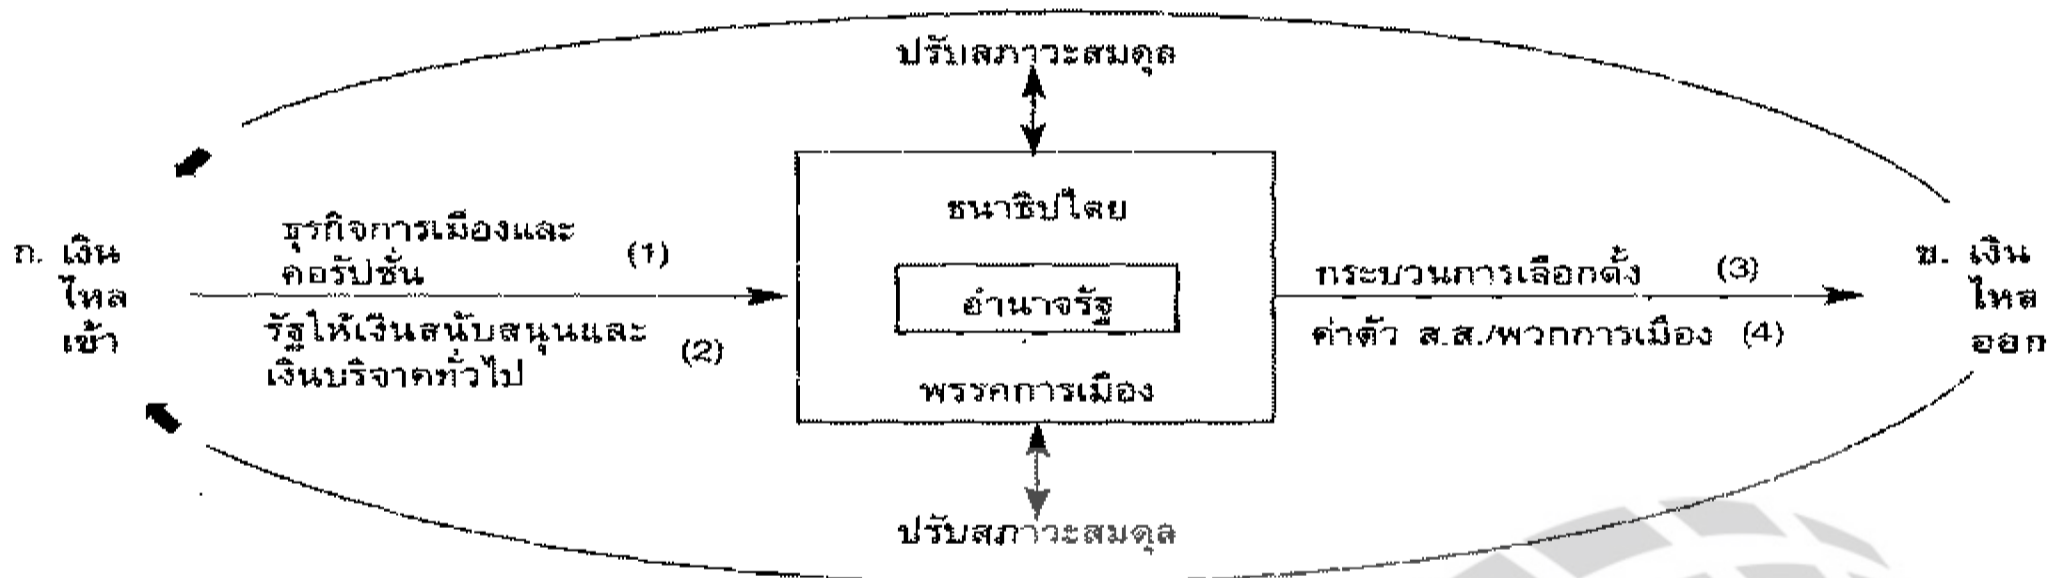 ปรับสภาวะสมดุล
ธนาธิปไตย
อำนาจรัฐ
พรรคการเมือง
ก. เงิน
ไหล
เข้า
ธุรกิจการเมืองและ
คอรัปชั่น (1)
รัฐให้เงินสนับสนุนและ
เงินบริจาคทั่วไป (2)
กระบวนการเลือกตั้ง (3)
ค่าตัว ส.ส./พวกการเมือง (4)
ข. เงิน
ไหล
ออก
ปรับสภาวะสมดุล